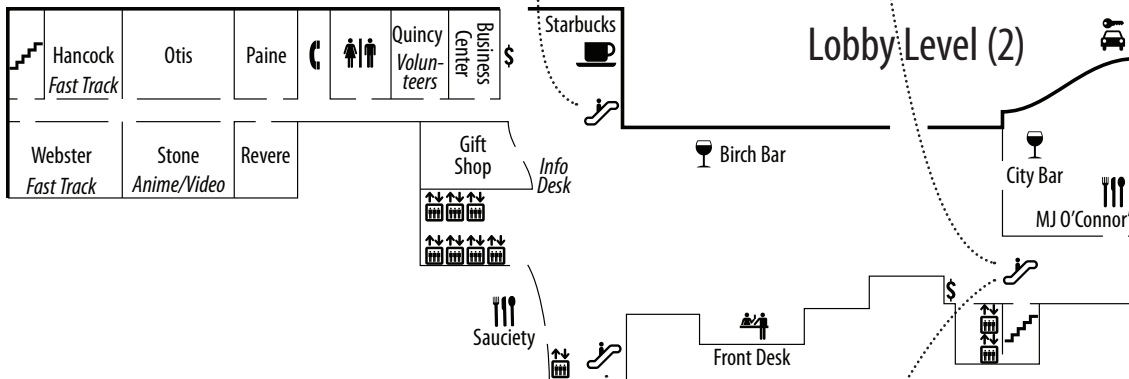 Lobby Level (2)
Starbucks
Hancock
Fast Track
Otis
Paine
Quincy
Volun-
teers
Business
Center
$
Webster
Fast Track
Stone
Anime/Video
Revere
Gift
Shop
Info
Desk
Birch Bar
City Bar
MJ O'Connor'
$
Sauciety
Front Desk